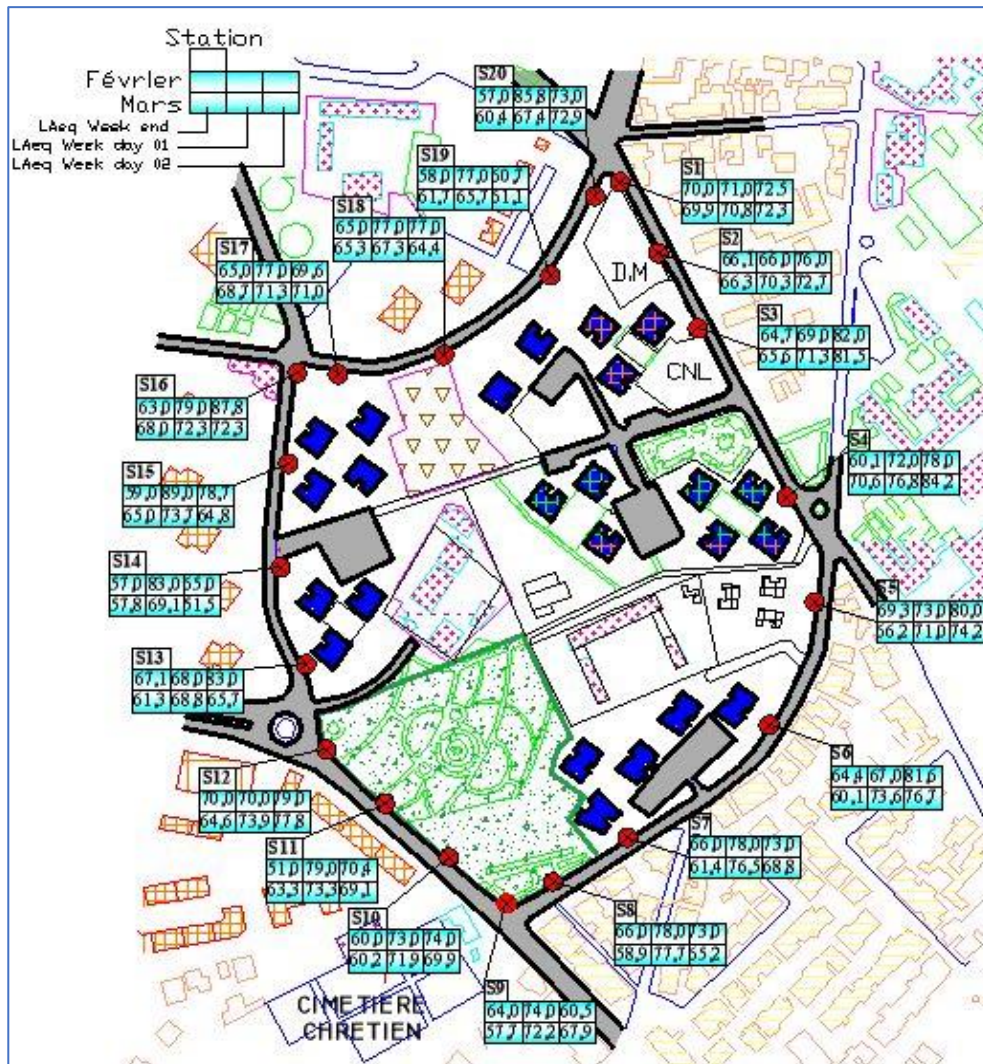 Station
Février
Mars
LAeq Week end
LAeq Week day 01
LAeq Week day 02
S20
57,0 85,8 73,0
60,4 67,4 72,9
S19
58,0 77,0 60,7
61,7 65,7 61,1
S1
70,0 71,0 72,5
69,9 70,8 72,3
S18
65,0 77,0 77,0
65,3 67,3 64,4
S2
66,1 66,0 76,0
66,3 70,3 72,7
S17
65,0 77,0 69,6
68,7 71,3 71,0
D.M
S3
64,7 69,0 82,0
65,6 71,3 81,5
CNL
S16
63,0 79,0 87,8
68,0 72,3 72,3
S4
60,1 72,0 78,0
70,6 76,8 84,2
S15
59,0 89,0 78,7
65,0 73,7 64,8
S14
57,0 83,0 65,0
57,8 69,1 61,5
S5
69,3 73,0 80,0
66,2 71,0 74,2
S13
67,1 68,0 83,0
61,3 68,8 65,7
S6
64,4 67,0 81,6
60,1 73,6 76,7
S12
70,0 70,0 79,0
64,6 73,9 77,8
S7
66,0 78,0 73,0
61,4 76,5 68,8
S11
51,0 79,0 70,4
63,3 73,3 69,1
S8
66,0 78,0 73,0
58,9 77,7 65,2
S10
60,0 73,0 74,0
60,2 71,9 69,9
S9
64,0 74,0 60,5
57,7 72,2 67,9
CIMETIERE
CHRETIEN